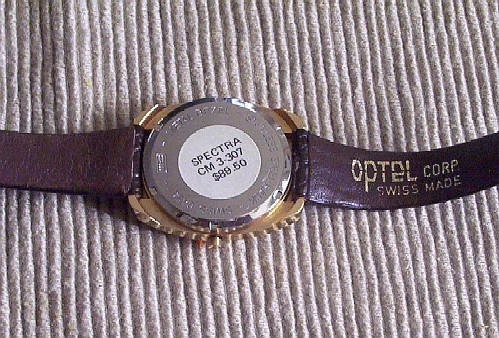 SPECTRA
CM 3.307
$89.50
OPTEL CORP
SWISS MADE